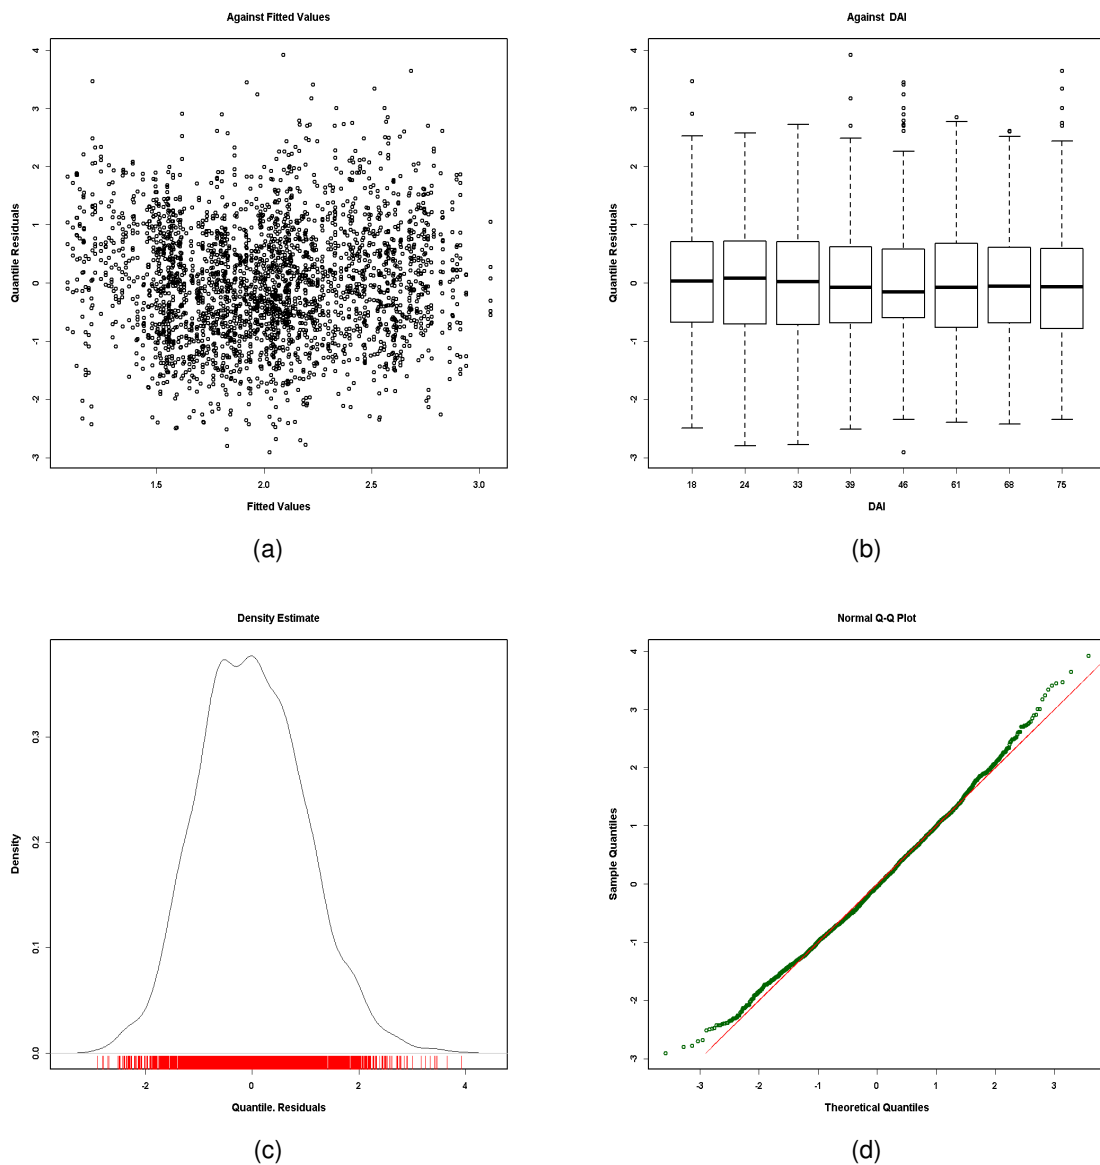 Against Fitted Values
Quantile Residuals
4
3
2
1
0
-1
-2
-3
1.5 2.0 2.5 3.0
Fitted Values
(a)
Against DAI
Quantile Residuals
4
3
2
1
0
-1
-2
-3
18 24 33 39 46 61 68 75
DAI
(b)
Density Estimate
Density
0.3
0.2
0.1
0.0
-2 0 2 4
Quantile. Residuals
(c)
Normal Q-Q Plot
Sample Quantiles
4
3
2
1
0
-1
-2
-3
-3 -2 -1 0 1 2 3
Theoretical Quantiles
(d)